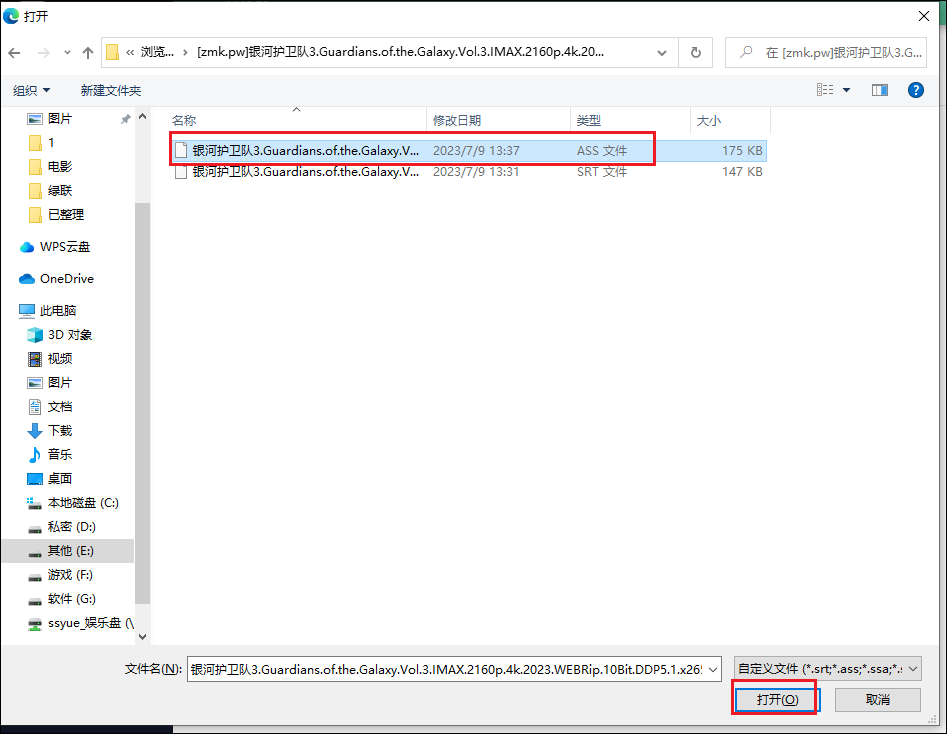 打开
« 浏览... › [zmk.pw]银河护卫队3.Guardians.of.the.Galaxy.Vol.3.IMAX.2160p.4k.20...
在 [zmk.pw]银河护卫队3.G...
组织
新建文件夹
图片
1
电影
绿联
已整理
WPS云盘
OneDrive
此电脑
3D 对象
视频
图片
文档
下载
音乐
桌面
本地磁盘 (C:)
私密 (D:)
其他 (E:)
游戏 (F:)
软件 (G:)
ssyue_娱乐盘 (\
名称 修改日期 类型 大小
银河护卫队3.Guardians.of.the.Galaxy.V... 2023/7/9 13:37 ASS 文件 175 KB
银河护卫队3.Guardians.of.the.Galaxy.V... 2023/7/9 13:31 SRT 文件 147 KB
文件名(N): 银河护卫队3.Guardians.of.the.Galaxy.Vol.3.IMAX.2160p.4k.2023.WEBRip.10Bit.DDP5.1.x26 自定义文件 (*.srt;*.ass;*.ssa;*.
打开(O) 取消